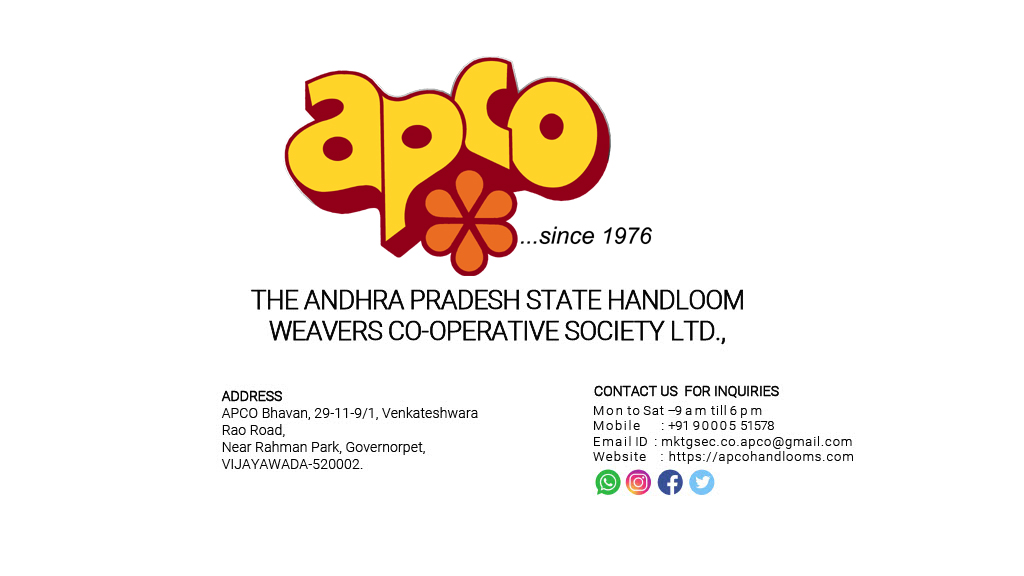 apco
...since 1976
THE ANDHRA PRADESH STATE HANDLOOM
WEAVERS CO-OPERATIVE SOCIETY LTD.,
ADDRESS
APCO Bhavan, 29-11-9/1, Venkateshwara
Rao Road,
Near Rahman Park, Governorpet,
VIJAYAWADA-520002.
CONTACT US FOR INQUIRIES
Mon to Sat –9 am till 6 pm
Mobile : +91 90005 51578
Email ID : mktgsec.co.apco@gmail.com
Website : https://apcohandlooms.com